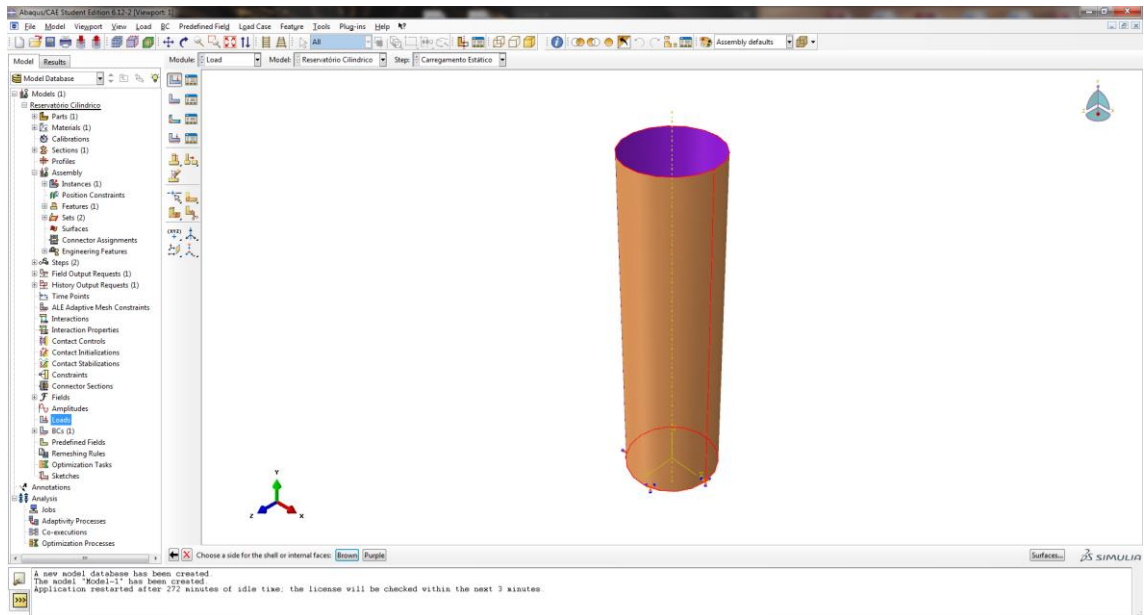 Abaqus/CAE Student Edition 6.12-2 [Viewport: 1]
File Model Viewport View Load BC Predefined Field Load Case Feature Tools Plug-ins Help
All
Assembly defaults
Model Results
Module: Load Model: Reservatório Cilíndrico Step: Carregamento Estático
Model Database
Models (1)
Reservatório Cilíndrico
Parts (1)
Materials (1)
Calibrations
Sections (1)
Profiles
Assembly
Instances (1)
Position Constraints
Features (1)
Sets (2)
Surfaces
Connector Assignments
Engineering Features
Steps (2)
Field Output Requests (1)
History Output Requests (1)
Time Points
ALE Adaptive Mesh Constraints
Interactions
Interaction Properties
Contact Controls
Contact Initializations
Contact Stabilizations
Constraints
Connector Sections
Fields
Amplitudes
Loads
BCs (1)
Predefined Fields
Remeshing Rules
Optimization Tasks
Sketches
Annotations
Analysis
Jobs
Adaptivity Processes
Co-executions
Optimization Processes
(XYZ)
Y
Z X
Choose a side for the shell or internal faces: Brown Purple
Surfaces...
SIMULIA
A new model database has been created.
The model "Model-1" has been created.
Application restarted after 272 minutes of idle time; the license will be checked within the next 3 minutes.
>>>